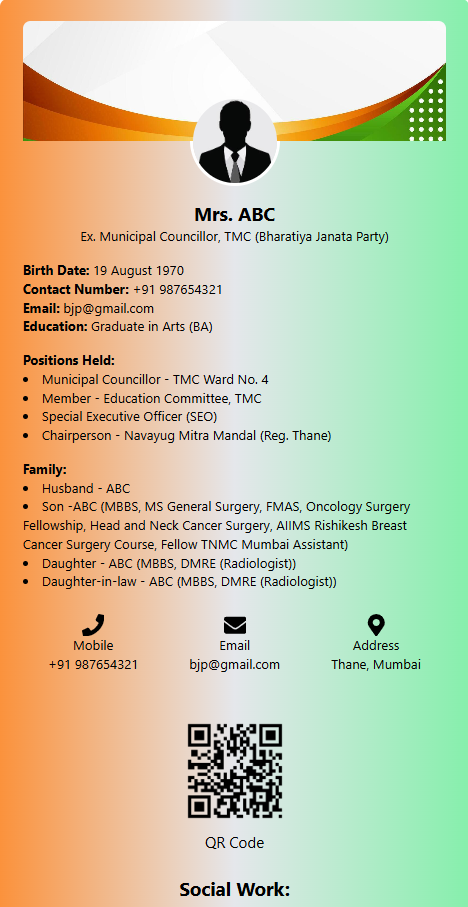 Mrs. ABC
Ex. Municipal Councillor, TMC (Bharatiya Janata Party)
Birth Date: 19 August 1970
Contact Number: +91 987654321
Email: bjp@gmail.com
Education: Graduate in Arts (BA)
Positions Held:
• Municipal Councillor - TMC Ward No. 4
• Member - Education Committee, TMC
• Special Executive Officer (SEO)
• Chairperson - Navayug Mitra Mandal (Reg. Thane)
Family:
• Husband - ABC
• Son -ABC (MBBS, MS General Surgery, FMAS, Oncology Surgery
Fellowship, Head and Neck Cancer Surgery, AIIMS Rishikesh Breast
Cancer Surgery Course, Fellow TNMC Mumbai Assistant)
• Daughter - ABC (MBBS, DMRE (Radiologist))
• Daughter-in-law - ABC (MBBS, DMRE (Radiologist))
Mobile
+91 987654321
Email
bjp@gmail.com
Address
Thane, Mumbai
QR Code
Social Work: